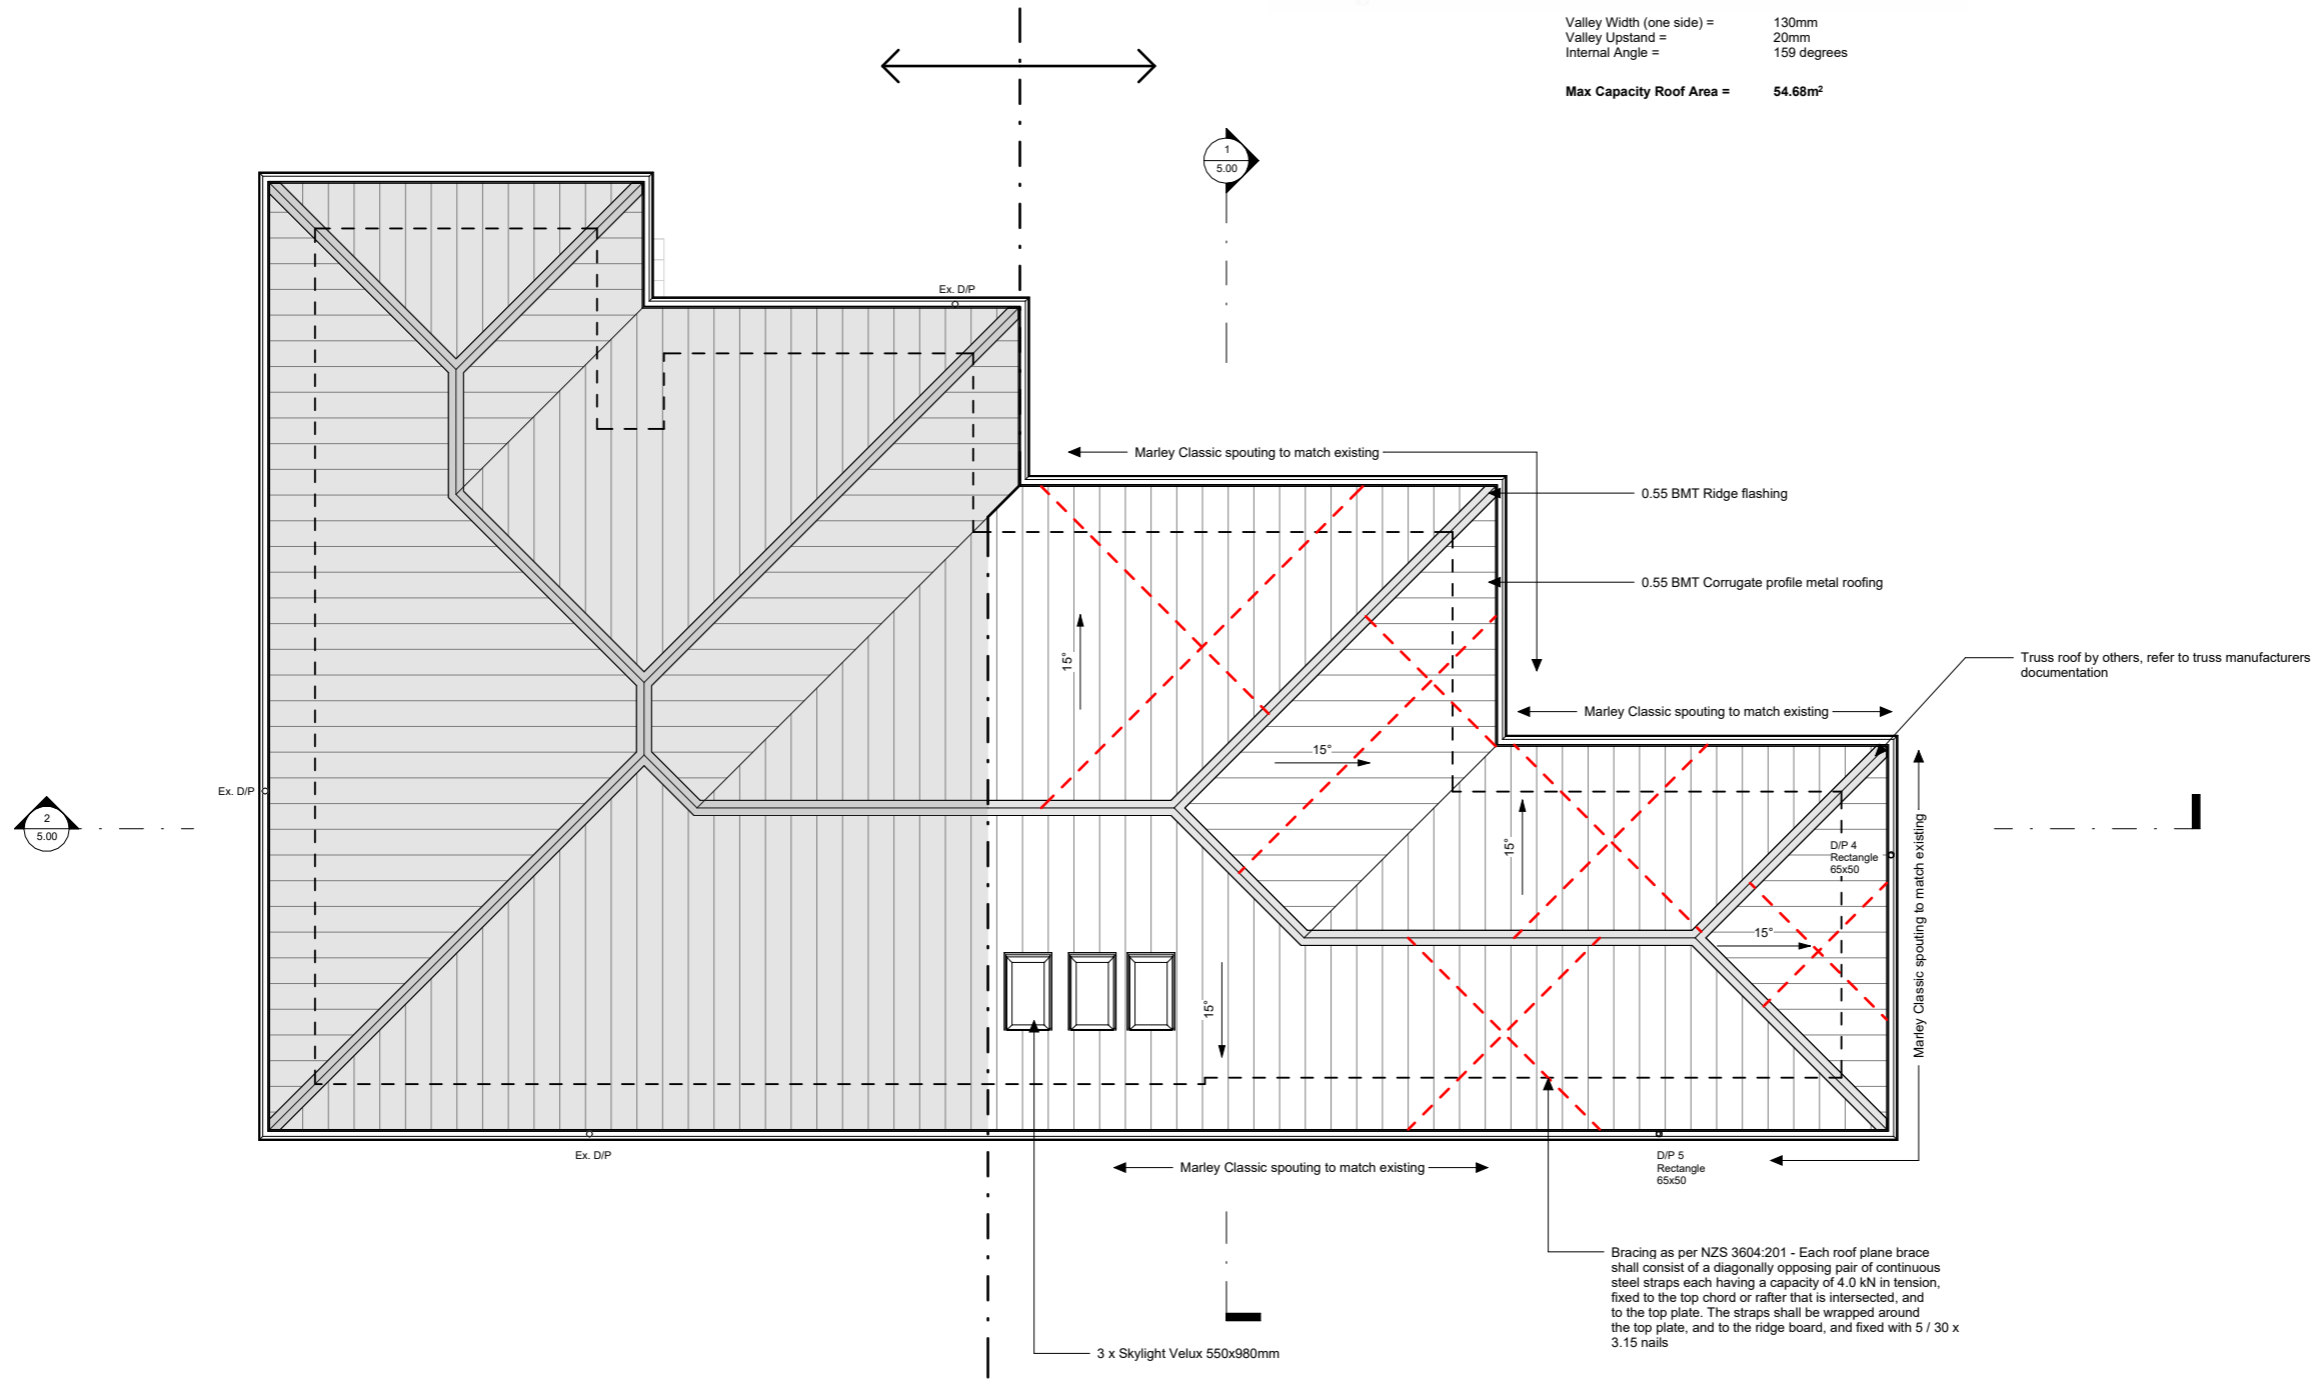 Valley Width (one side) = 130mm
Valley Upstand = 20mm
Internal Angle = 159 degrees
Max Capacity Roof Area = 54.68m²
1
5.00
Ex. D/P
Marley Classic spouting to match existing
0.55 BMT Ridge flashing
0.55 BMT Corrugate profile metal roofing
15°
Truss roof by others, refer to truss manufacturers
documentation
Marley Classic spouting to match existing
15°
Ex. D/P
2
5.00
15°
D/P 4
Rectangle
65x50
Marley Classic spouting to match existing
15°
15°
Ex. D/P
Marley Classic spouting to match existing
D/P 5
Rectangle
65x50
Bracing as per NZS 3604:201 - Each roof plane brace
shall consist of a diagonally opposing pair of continuous
steel straps each having a capacity of 4.0 kN in tension,
fixed to the top chord or rafter that is intersected, and
to the top plate. The straps shall be wrapped around
the top plate, and to the ridge board, and fixed with 5 / 30 x
3.15 nails
3 x Skylight Velux 550x980mm